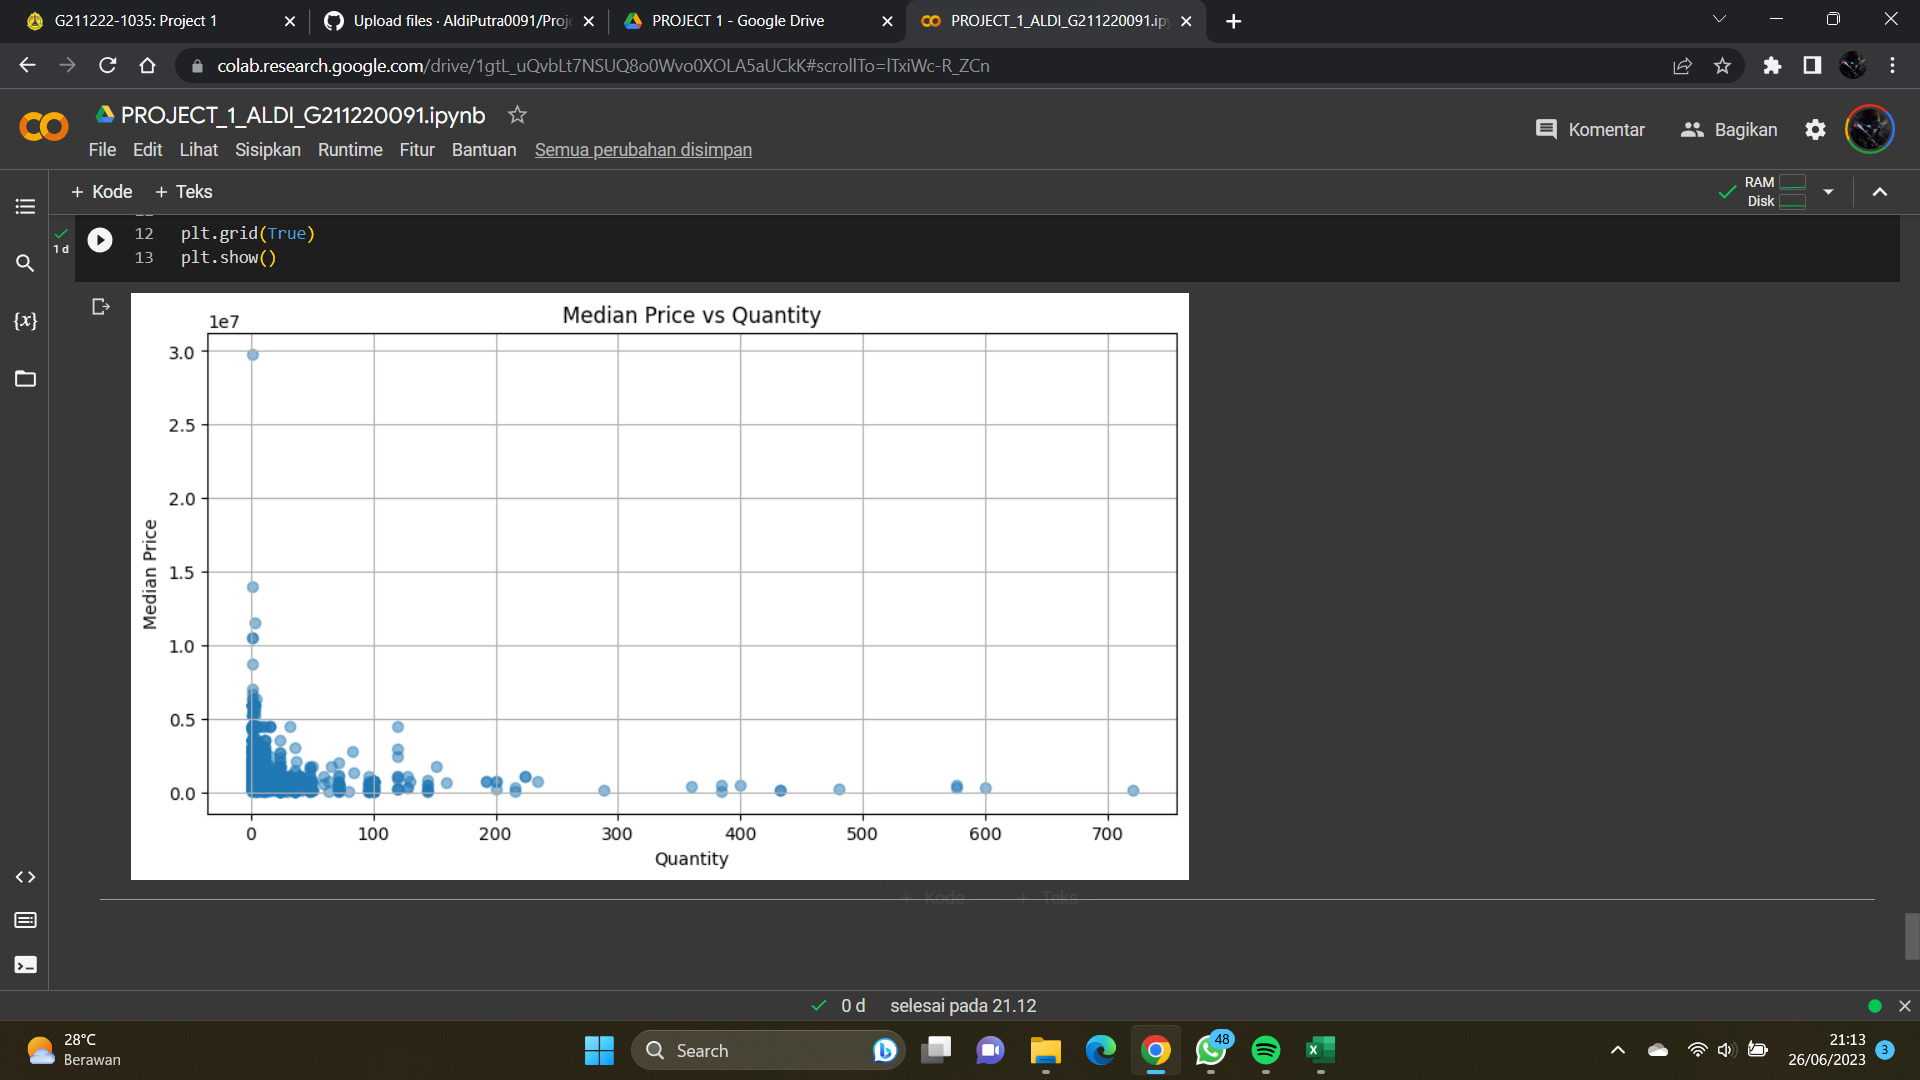 G211222-1035: Project 1
Upload files · AldiPutra0091/Proje
PROJECT 1 - Google Drive
PROJECT_1_ALDI_G211220091.ip
colab.research.google.com/drive/1gtL_uQvbLt7NSUQ8o0Wvo0XOLA5aUCkK#scrollTo=lTxiWc-R_ZCn
PROJECT_1_ALDI_G211220091.ipynb
Komentar
Bagikan
File Edit Lihat Sisipkan Runtime Fitur Bantuan Semua perubahan disimpan
+ Kode + Teks
RAM
Disk
1 d
12 plt.grid(True)
13 plt.show()
{x}
Median Price vs Quantity
1e7
3.0
2.5
2.0
1.5
1.0
0.5
0.0
Median Price
0 100 200 300 400 500 600 700
Quantity
+ Kode + Teks
0 d selesai pada 21.12
28°C
Berawan
Search
48
21:13
26/06/2023
3